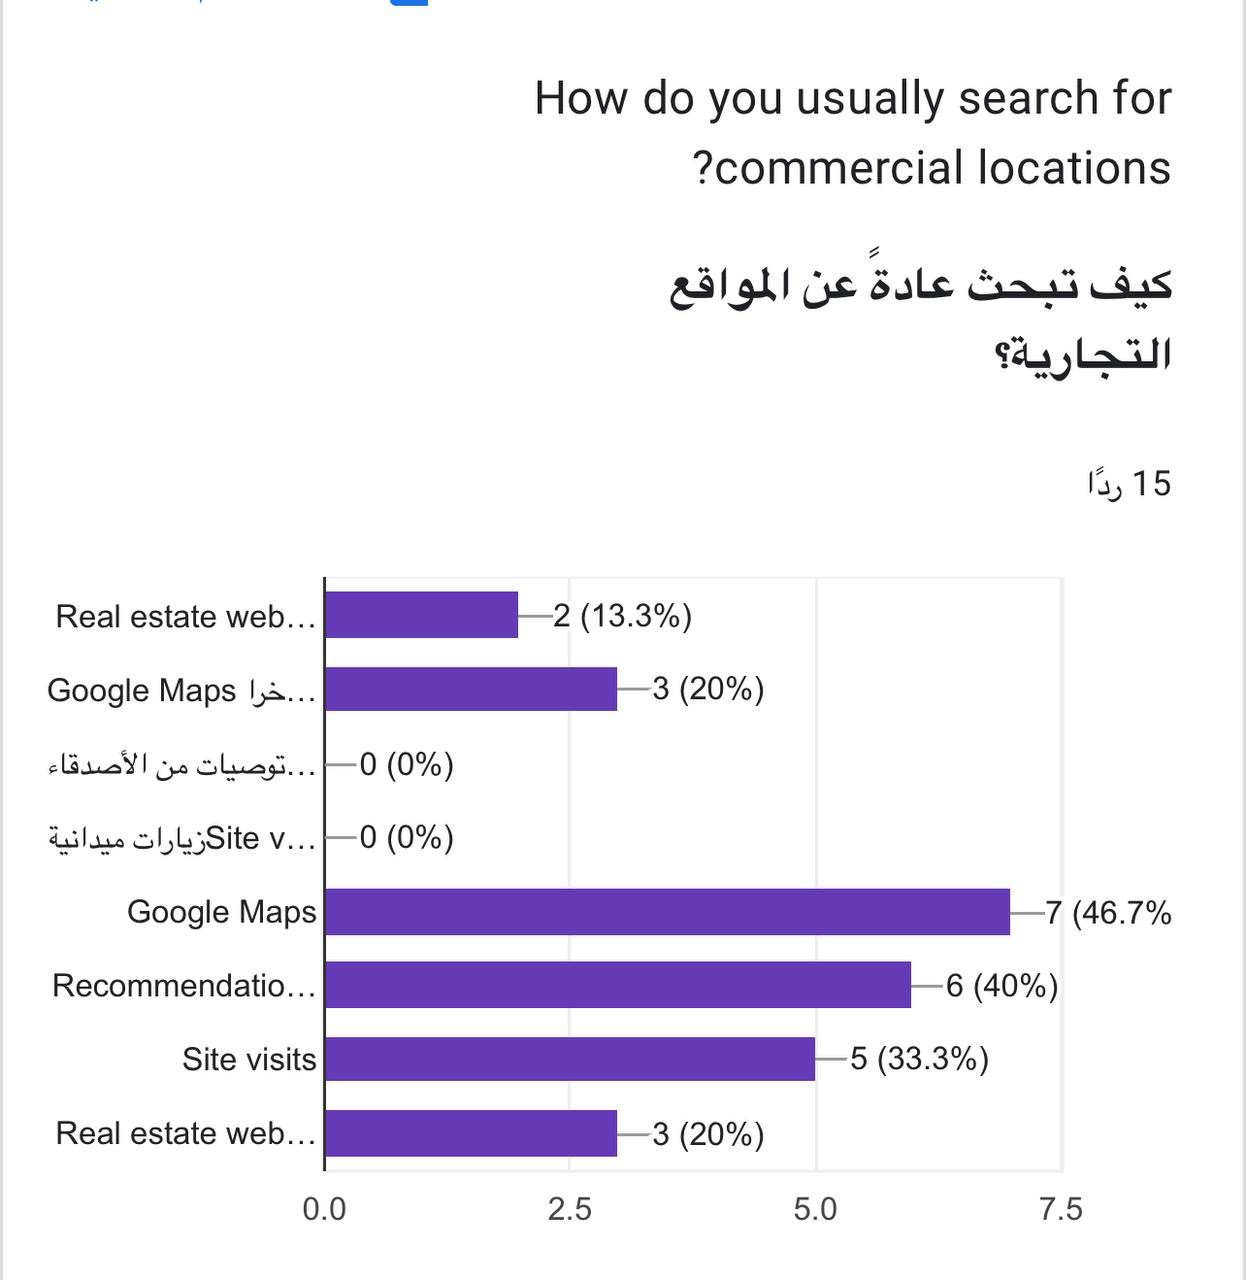 How do you usually search for
?commercial locations
كيف تبحث عادةً عن المواقع
التجارية؟
15 ردًا
Real estate web... 2 (13.3%)
Google Maps خرا... 3 (20%)
توصيات من الأصدقاء... 0 (0%)
زيارات ميدانيةSite v... 0 (0%)
Google Maps 7 (46.7%
Recommendatio... 6 (40%)
Site visits 5 (33.3%)
Real estate web... 3 (20%)
0.0 2.5 5.0 7.5